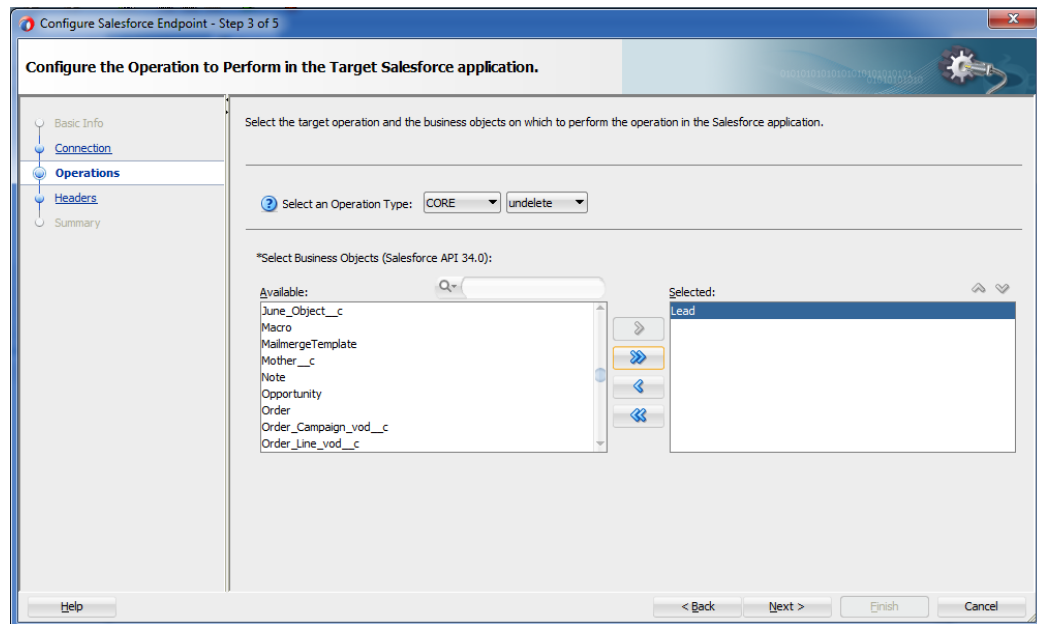 Configure Salesforce Endpoint - Step 3 of 5
Configure the Operation to Perform in the Target Salesforce application.
Basic Info
Connection
Operations
Headers
Summary
Select the target operation and the business objects on which to perform the operation in the Salesforce application.
Select an Operation Type: CORE undelete
*Select Business Objects (Salesforce API 34.0):
Available:
June_Object__c
Macro
MailmergeTemplate
Mother__c
Note
Opportunity
Order
Order_Campaign_vod__c
Order_Line_vod__c
Selected:
Lead
Help
< Back Next > Finish Cancel